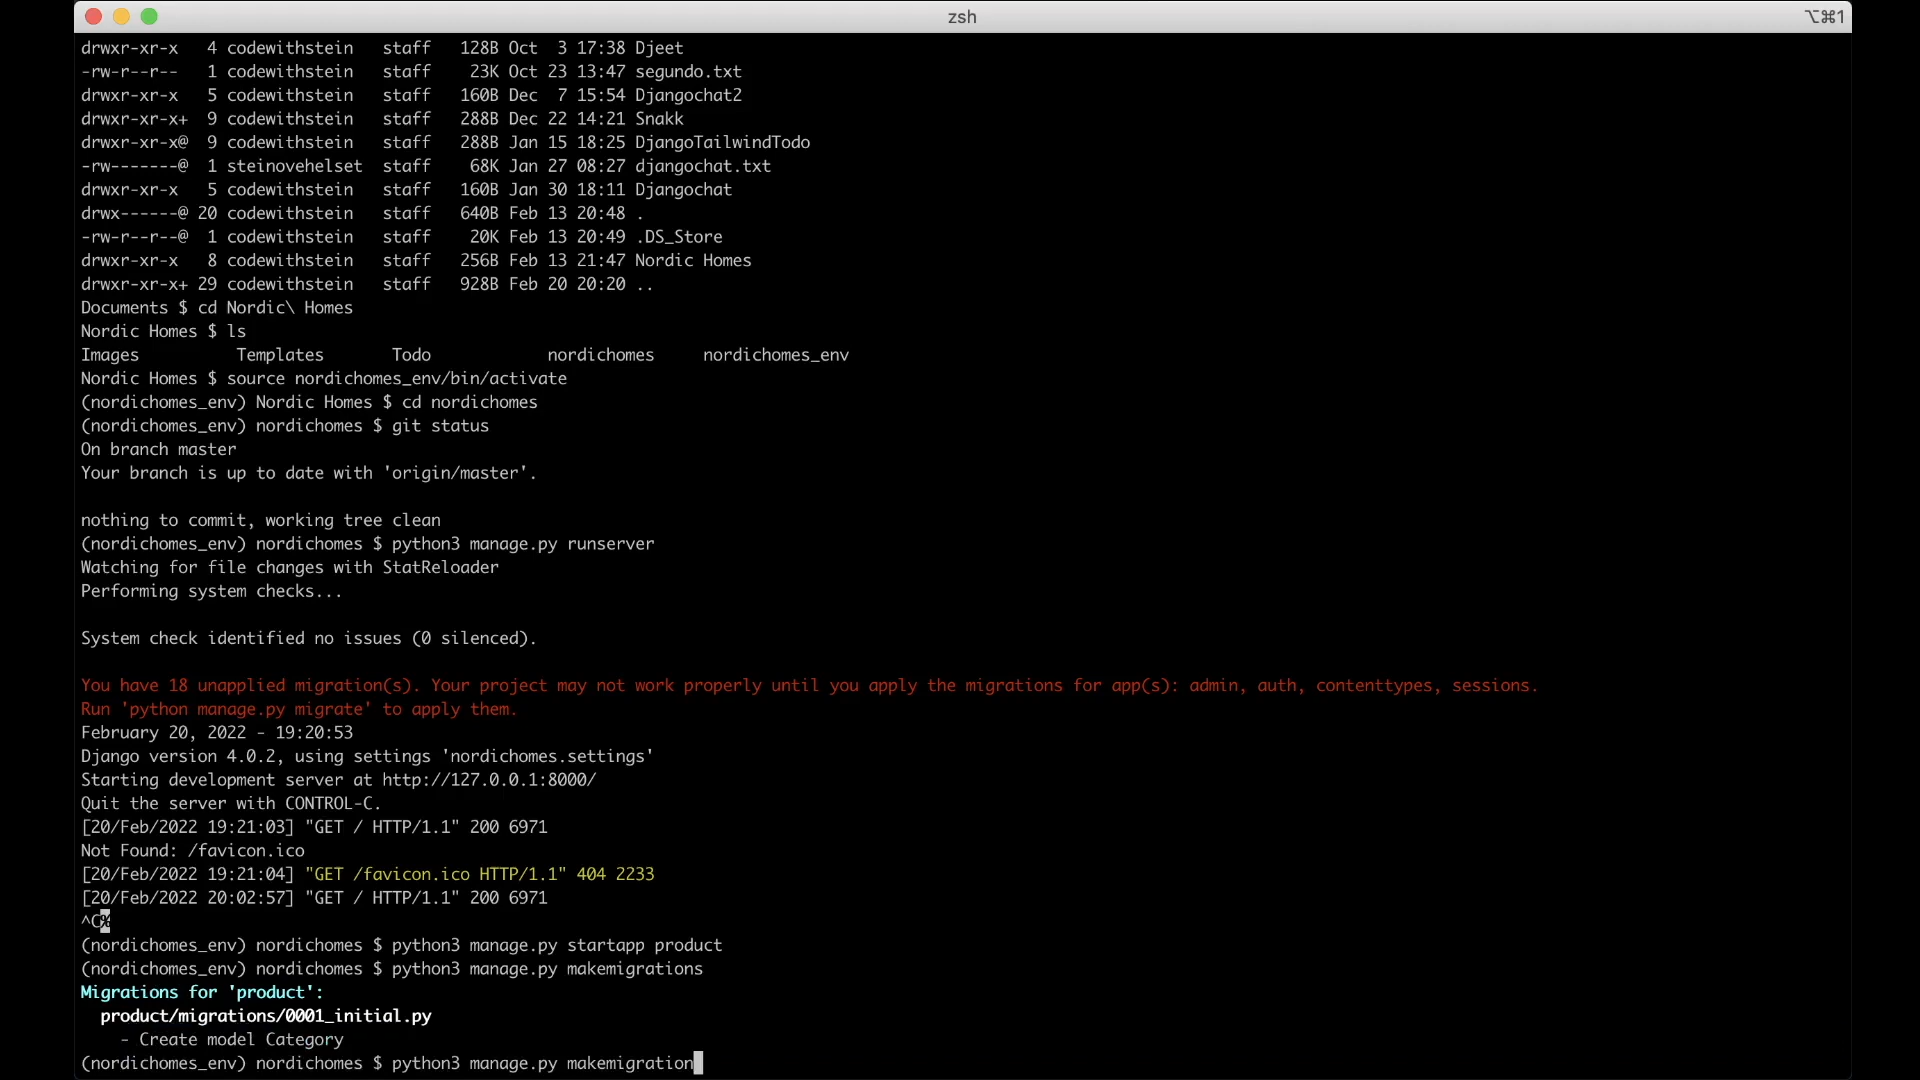 zsh
⌥⌘1
drwxr-xr-x   4 codewithstein   staff   128B Oct  3 17:38 Djeet
-rw-r--r--   1 codewithstein   staff    23K Oct 23 13:47 segundo.txt
drwxr-xr-x   5 codewithstein   staff   160B Dec  7 15:54 Djangochat2
drwxr-xr-x+  9 codewithstein   staff   288B Dec 22 14:21 Snakk
drwxr-xr-x@  9 codewithstein   staff   288B Jan 15 18:25 DjangoTailwindTodo
-rw-------@  1 steinovehelset  staff    68K Jan 27 08:27 djangochat.txt
drwxr-xr-x   5 codewithstein   staff   160B Jan 30 18:11 Djangochat
drwx------@ 20 codewithstein   staff   640B Feb 13 20:48 .
-rw-r--r--@  1 codewithstein   staff    20K Feb 13 20:49 .DS_Store
drwxr-xr-x   8 codewithstein   staff   256B Feb 13 21:47 Nordic Homes
drwxr-xr-x+ 29 codewithstein   staff   928B Feb 20 20:20 ..
Documents $ cd Nordic\ Homes
Nordic Homes $ ls
Images          Templates       Todo            nordichomes     nordichomes_env
Nordic Homes $ source nordichomes_env/bin/activate
(nordichomes_env) Nordic Homes $ cd nordichomes
(nordichomes_env) nordichomes $ git status
On branch master
Your branch is up to date with 'origin/master'.
nothing to commit, working tree clean
(nordichomes_env) nordichomes $ python3 manage.py runserver
Watching for file changes with StatReloader
Performing system checks...
System check identified no issues (0 silenced).
You have 18 unapplied migration(s). Your project may not work properly until you apply the migrations for app(s): admin, auth, contenttypes, sessions.
Run 'python manage.py migrate' to apply them.
February 20, 2022 - 19:20:53
Django version 4.0.2, using settings 'nordichomes.settings'
Starting development server at http://127.0.0.1:8000/
Quit the server with CONTROL-C.
[20/Feb/2022 19:21:03] "GET / HTTP/1.1" 200 6971
Not Found: /favicon.ico
[20/Feb/2022 19:21:04] "GET /favicon.ico HTTP/1.1" 404 2233
[20/Feb/2022 20:02:57] "GET / HTTP/1.1" 200 6971
^C%
(nordichomes_env) nordichomes $ python3 manage.py startapp product
(nordichomes_env) nordichomes $ python3 manage.py makemigrations
Migrations for 'product':
  product/migrations/0001_initial.py
    - Create model Category
(nordichomes_env) nordichomes $ python3 manage.py makemigration